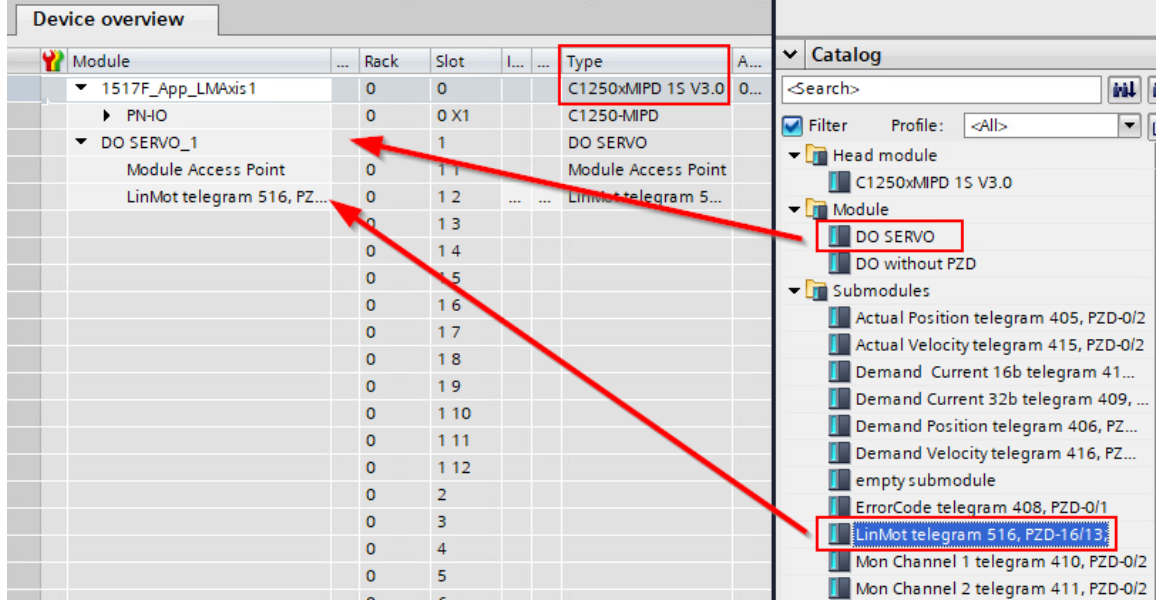 Device overview
Module ... Rack Slot I... ... Type A...
1517F_App_LMAxis1 0 0 C1250xMIPD 1S V3.0 0...
PN-IO 0 0 X1 C1250-MIPD
DO SERVO_1 1 DO SERVO
Module Access Point 0 1 1 Module Access Point
LinMot telegram 516, PZ... 0 1 2 ... ... LinMot telegram 5...
0 1 3
0 1 4
0 1 5
0 1 6
0 1 7
0 1 8
0 1 9
0 1 10
0 1 11
0 1 12
0 2
0 3
0 4
0 5
Catalog
<Search>
Filter Profile: <All>
Head module
C1250xMIPD 1S V3.0
Module
DO SERVO
DO without PZD
Submodules
Actual Position telegram 405, PZD-0/2
Actual Velocity telegram 415, PZD-0/2
Demand Current 16b telegram 41...
Demand Current 32b telegram 409, ...
Demand Position telegram 406, PZ...
Demand Velocity telegram 416, PZ...
empty submodule
ErrorCode telegram 408, PZD-0/1
LinMot telegram 516, PZD-16/13
Mon Channel 1 telegram 410, PZD-0/2
Mon Channel 2 telegram 411, PZD-0/2